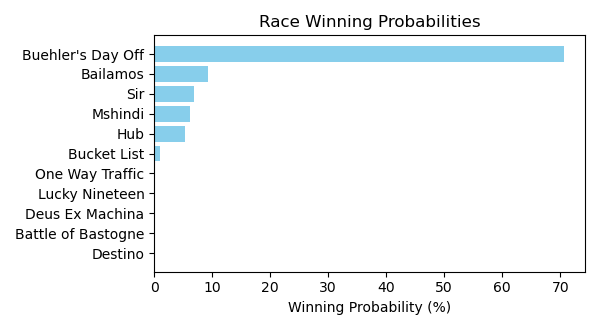 Race Winning Probabilities
Buehler's Day Off
Bailamos
Sir
Mshindi
Hub
Bucket List
One Way Traffic
Lucky Nineteen
Deus Ex Machina
Battle of Bastogne
Destino
0 10 20 30 40 50 60 70
Winning Probability (%)